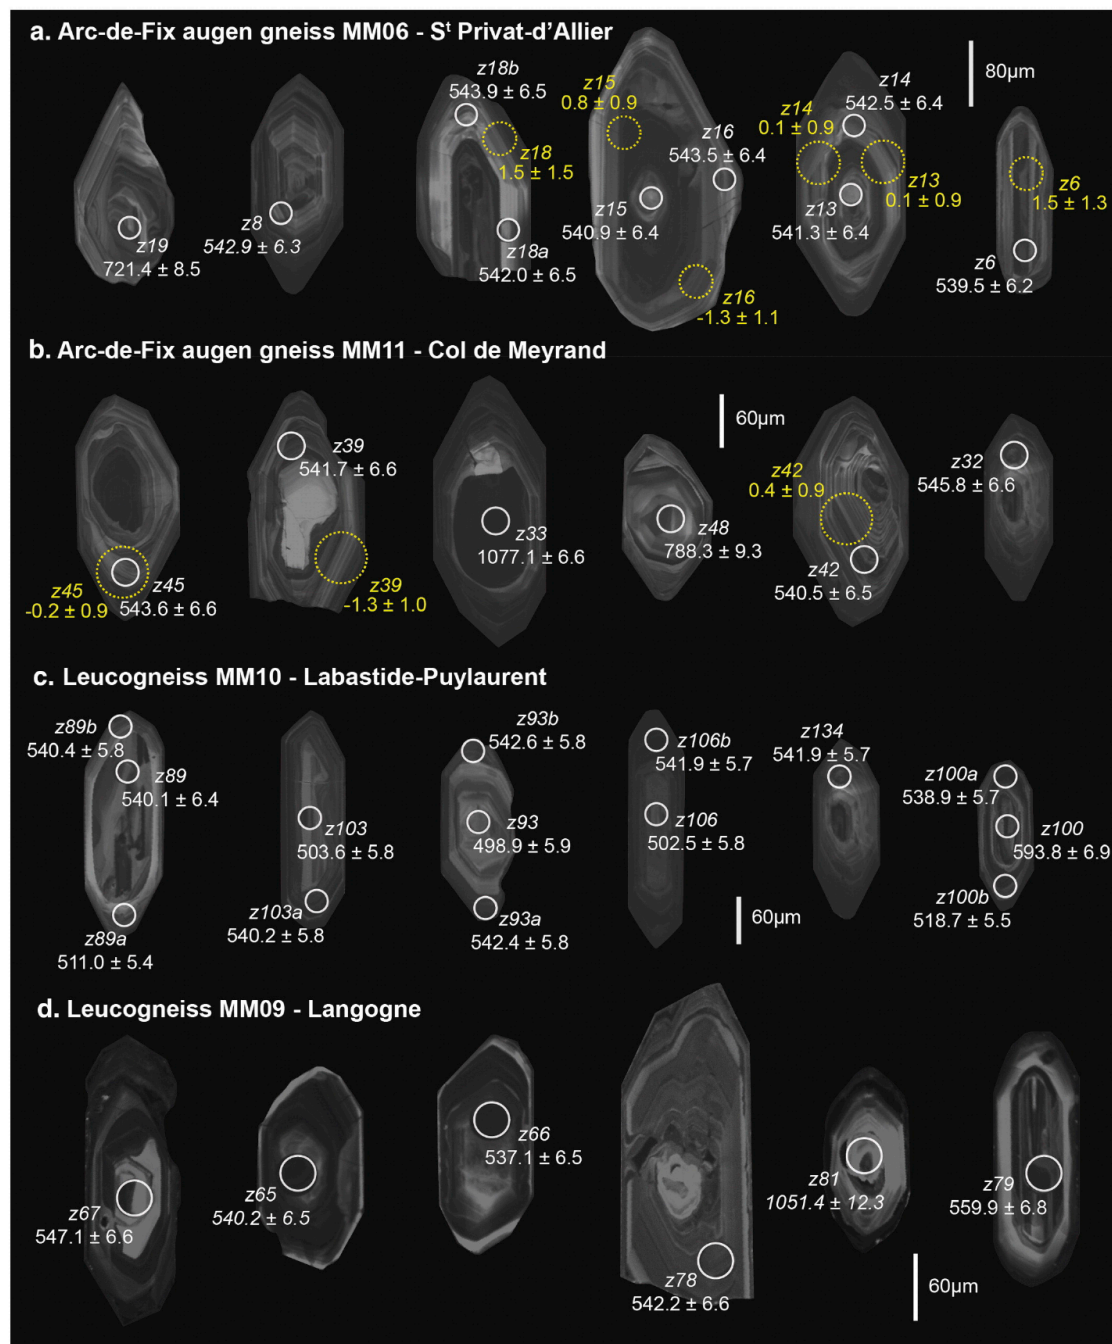 a. Arc-de-Fix augen gneiss MM06 - Sᵗ Privat-d'Allier
z19
721.4 ± 8.5
z8
542.9 ± 6.3
z18b
543.9 ± 6.5
z18
1.5 ± 1.5
z18a
542.0 ± 6.5
z15
0.8 ± 0.9
z16
543.5 ± 6.4
z15
540.9 ± 6.4
z16
-1.3 ± 1.1
z14
542.5 ± 6.4
z14
0.1 ± 0.9
z13
0.1 ± 0.9
z13
541.3 ± 6.4
80µm
z6
1.5 ± 1.3
z6
539.5 ± 6.2
b. Arc-de-Fix augen gneiss MM11 - Col de Meyrand
z45
-0.2 ± 0.9
z45
543.6 ± 6.6
z39
541.7 ± 6.6
z39
-1.3 ± 1.0
z33
1077.1 ± 6.6
60µm
z48
788.3 ± 9.3
z42
0.4 ± 0.9
z42
540.5 ± 6.5
z32
545.8 ± 6.6
c. Leucogneiss MM10 - Labastide-Puylaurent
z89b
540.4 ± 5.8
z89
540.1 ± 6.4
z89a
511.0 ± 5.4
z103
503.6 ± 5.8
z103a
540.2 ± 5.8
z93b
542.6 ± 5.8
z93
498.9 ± 5.9
z93a
542.4 ± 5.8
z106b
541.9 ± 5.7
z106
502.5 ± 5.8
60µm
z134
541.9 ± 5.7
z100a
538.9 ± 5.7
z100
593.8 ± 6.9
z100b
518.7 ± 5.5
d. Leucogneiss MM09 - Langogne
z67
547.1 ± 6.6
z65
540.2 ± 6.5
z66
537.1 ± 6.5
z78
542.2 ± 6.6
z81
1051.4 ± 12.3
z79
559.9 ± 6.8
60µm